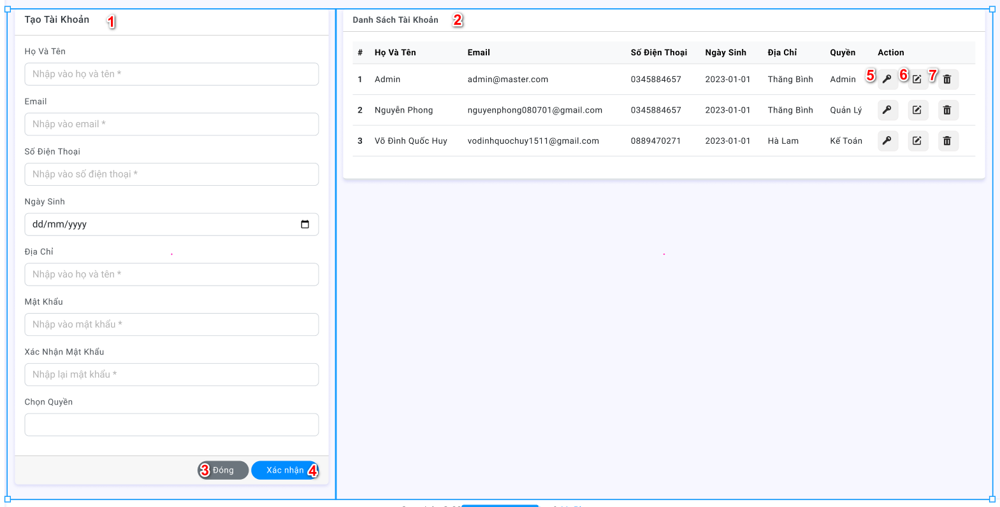 Tạo Tài Khoản 1
Họ Và Tên
Nhập vào họ và tên *
Email
Nhập vào email *
Số Điện Thoại
Nhập vào số điện thoại *
Ngày Sinh
dd/mm/yyyy
Địa Chỉ
Nhập vào họ và tên *
Mật Khẩu
Nhập vào mật khẩu *
Xác Nhận Mật Khẩu
Nhập lại mật khẩu *
Chọn Quyền
3 Đóng Xác nhận 4
Danh Sách Tài Khoản 2
# Họ Và Tên Email Số Điện Thoại Ngày Sinh Địa Chỉ Quyền Action
1 Admin admin@master.com 0345884657 2023-01-01 Thăng Bình Admin 5 6 7
2 Nguyễn Phong nguyenphong080701@gmail.com 0345884657 2023-01-01 Thăng Bình Quản Lý
3 Võ Đình Quốc Huy vodinhquochuy1511@gmail.com 0889470271 2023-01-01 Hà Lam Kế Toán